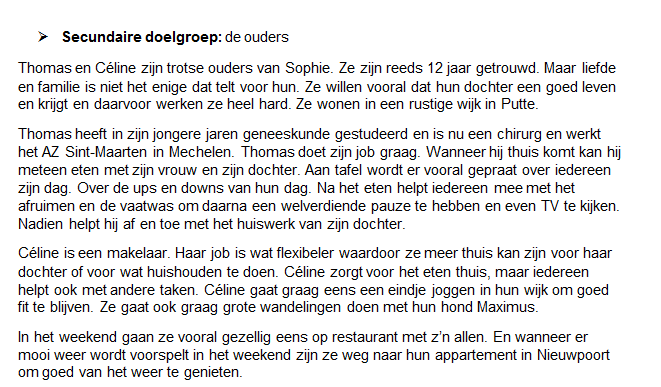 ➢ Secundaire doelgroep: de ouders
Thomas en Céline zijn trotse ouders van Sophie. Ze zijn reeds 12 jaar getrouwd. Maar liefde
en familie is niet het enige dat telt voor hun. Ze willen vooral dat hun dochter een goed leven
en krijgt en daarvoor werken ze heel hard. Ze wonen in een rustige wijk in Putte.
Thomas heeft in zijn jongere jaren geneeskunde gestudeerd en is nu een chirurg en werkt
het AZ Sint-Maarten in Mechelen. Thomas doet zijn job graag. Wanneer hij thuis komt kan hij
meteen eten met zijn vrouw en zijn dochter. Aan tafel wordt er vooral gepraat over iedereen
zijn dag. Over de ups en downs van hun dag. Na het eten helpt iedereen mee met het
afruimen en de vaatwas om daarna een welverdiende pauze te hebben en even TV te kijken.
Nadien helpt hij af en toe met het huiswerk van zijn dochter.
Céline is een makelaar. Haar job is wat flexibeler waardoor ze meer thuis kan zijn voor haar
dochter of voor wat huishouden te doen. Céline zorgt voor het eten thuis, maar iedereen
helpt ook met andere taken. Céline gaat graag eens een eindje joggen in hun wijk om goed
fit te blijven. Ze gaat ook graag grote wandelingen doen met hun hond Maximus.
In het weekend gaan ze vooral gezellig eens op restaurant met z’n allen. En wanneer er
mooi weer wordt voorspelt in het weekend zijn ze weg naar hun appartement in Nieuwpoort
om goed van het weer te genieten.